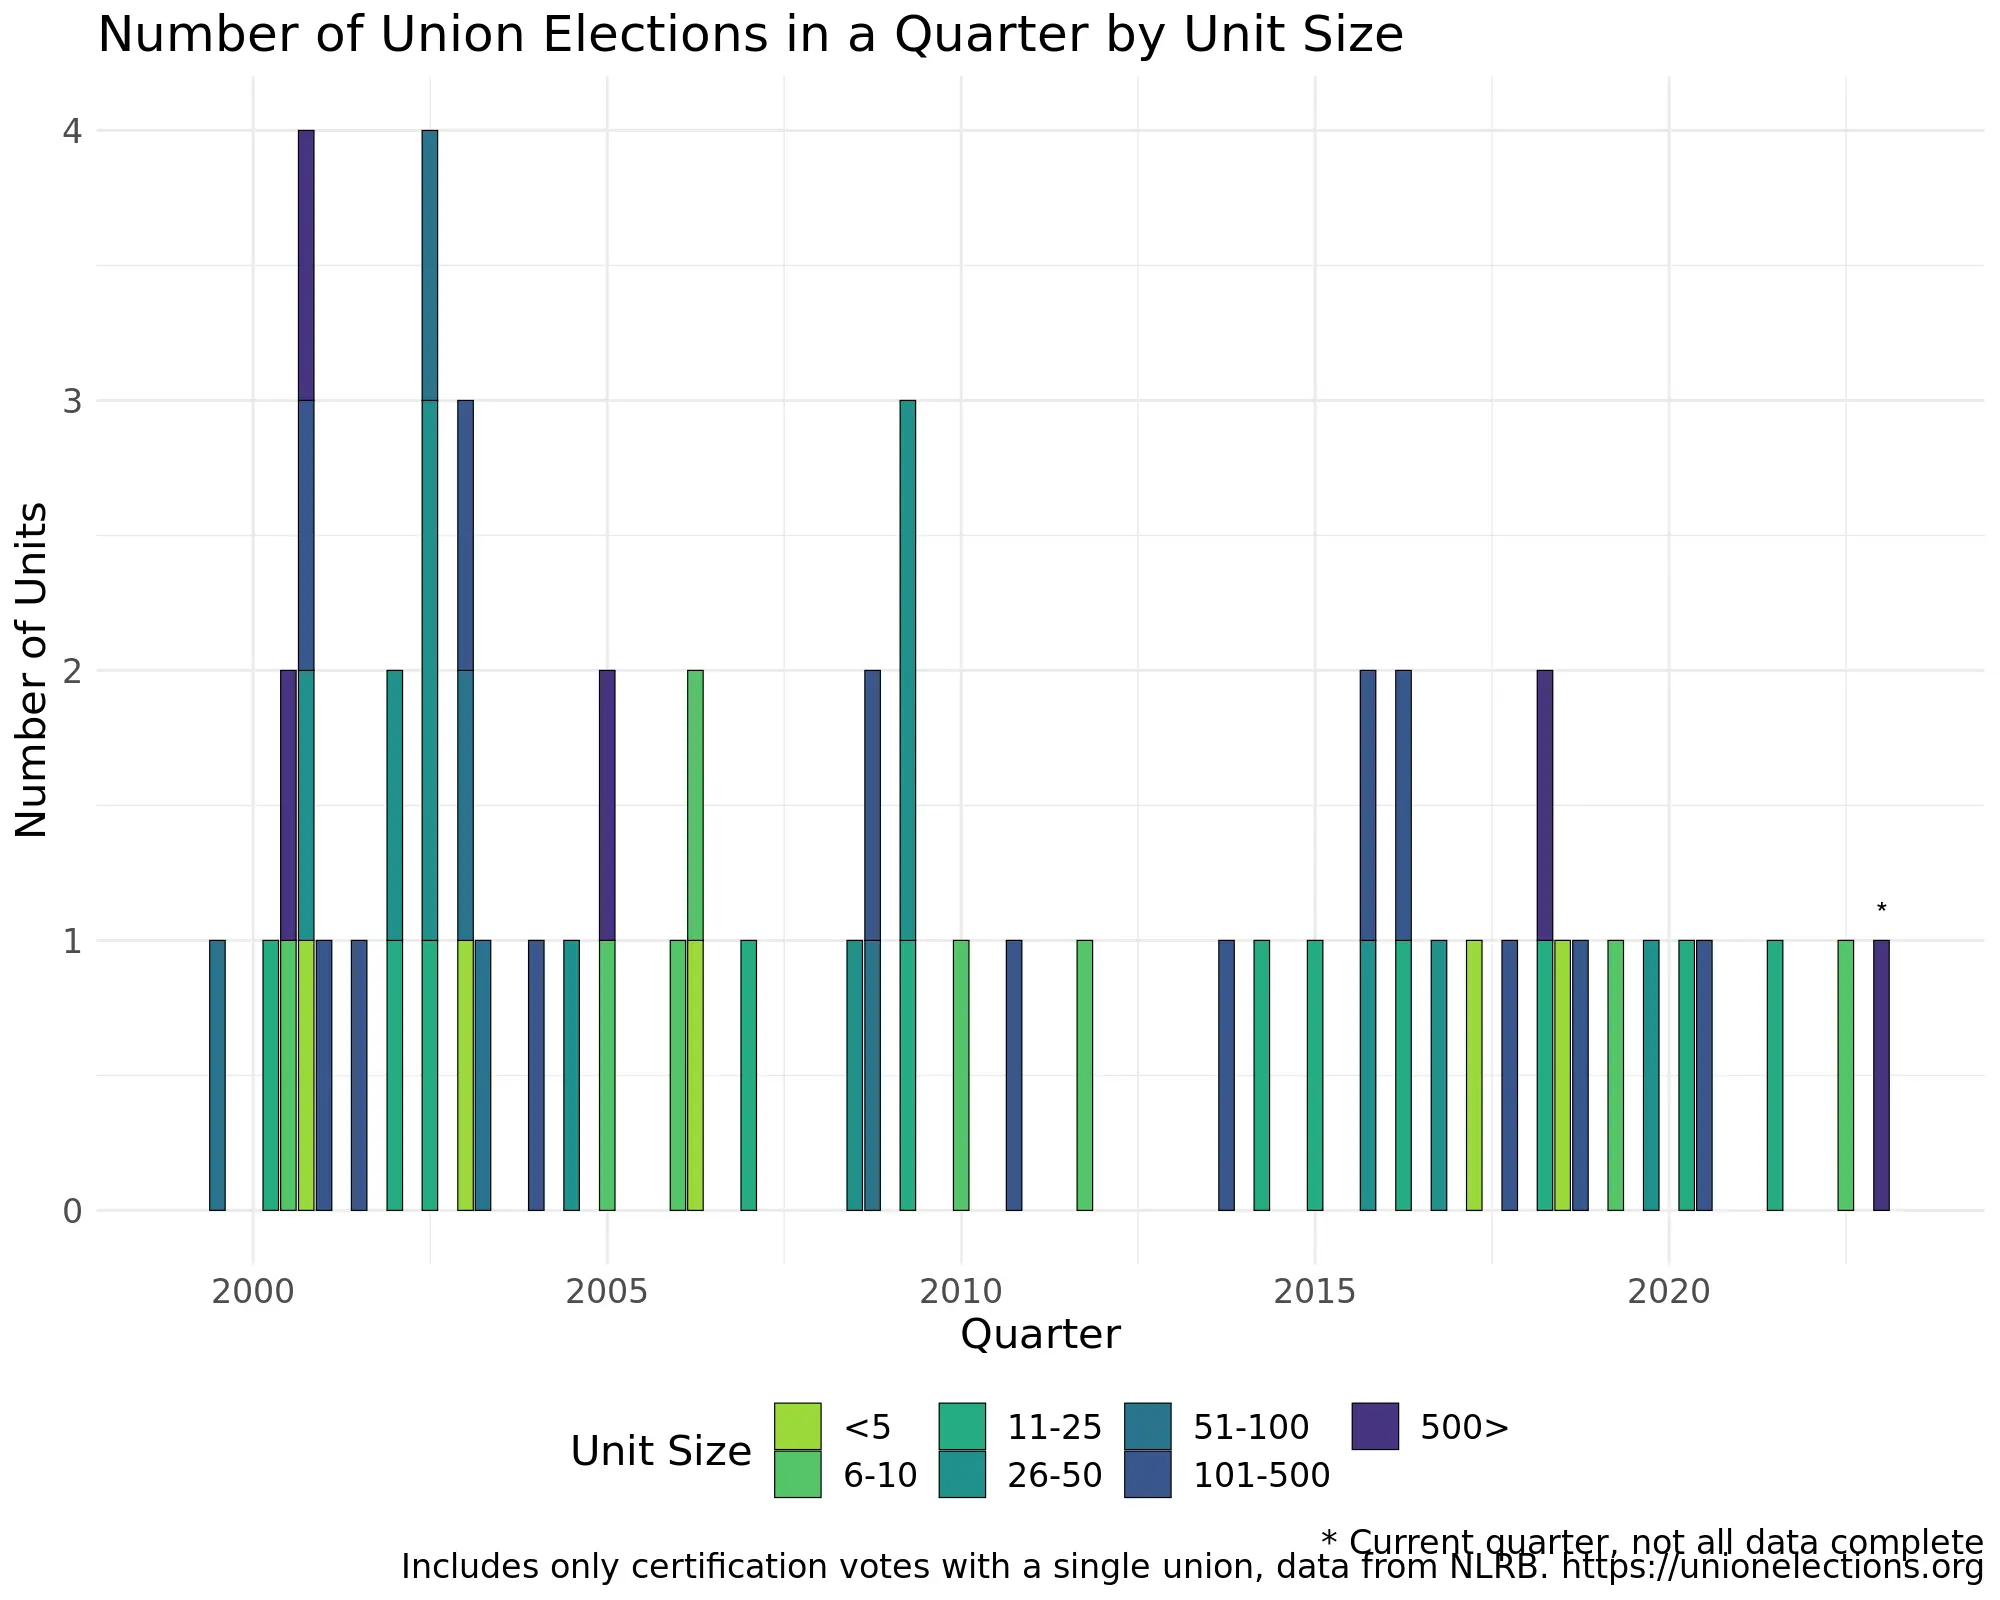 Number of Union Elections in a Quarter by Unit Size
Number of Units
4
3
2
1
0
*
2000 2005 2010 2015 2020
Quarter
Unit Size
<5 11-25 51-100 500>
6-10 26-50 101-500
* Current quarter, not all data complete
Includes only certification votes with a single union, data from NLRB. https://unionelections.org